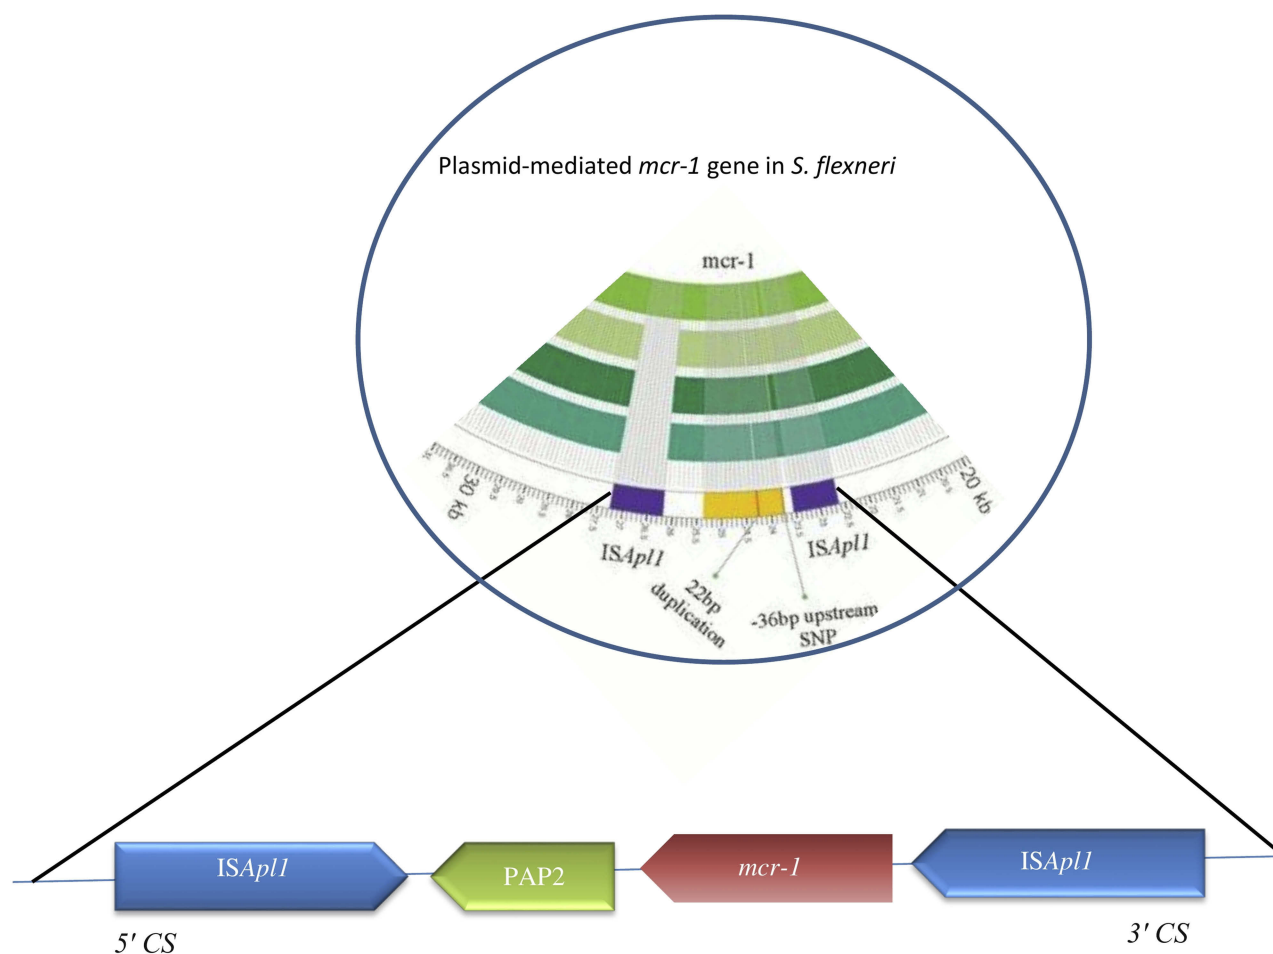 Plasmid-mediated mcr-1 gene in S. flexneri
mcr-1
30 kb
20 kb
ISApl1
ISApl1
22bp
duplication
-36bp upstream
SNP
ISApl1
PAP2
mcr-1
ISApl1
5' CS
3' CS